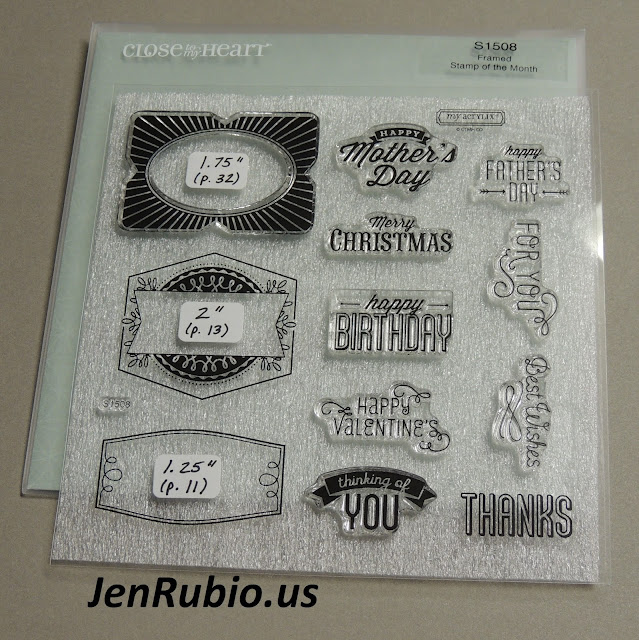 CLOSE to my HEART®
S1508
Framed
Stamp of the Month
my acrylix®
1.75"
(p. 32)
HAPPY
Mother's
Day
happy
FATHER'S
DAY
Merry
CHRISTMAS
FOR YOU
2"
(p. 13)
happy
BIRTHDAY
S1508
HAPPY
VALENTINE'S
Best Wishes
1.25"
(p. 11)
thinking of
YOU
THANKS
JenRubio.us